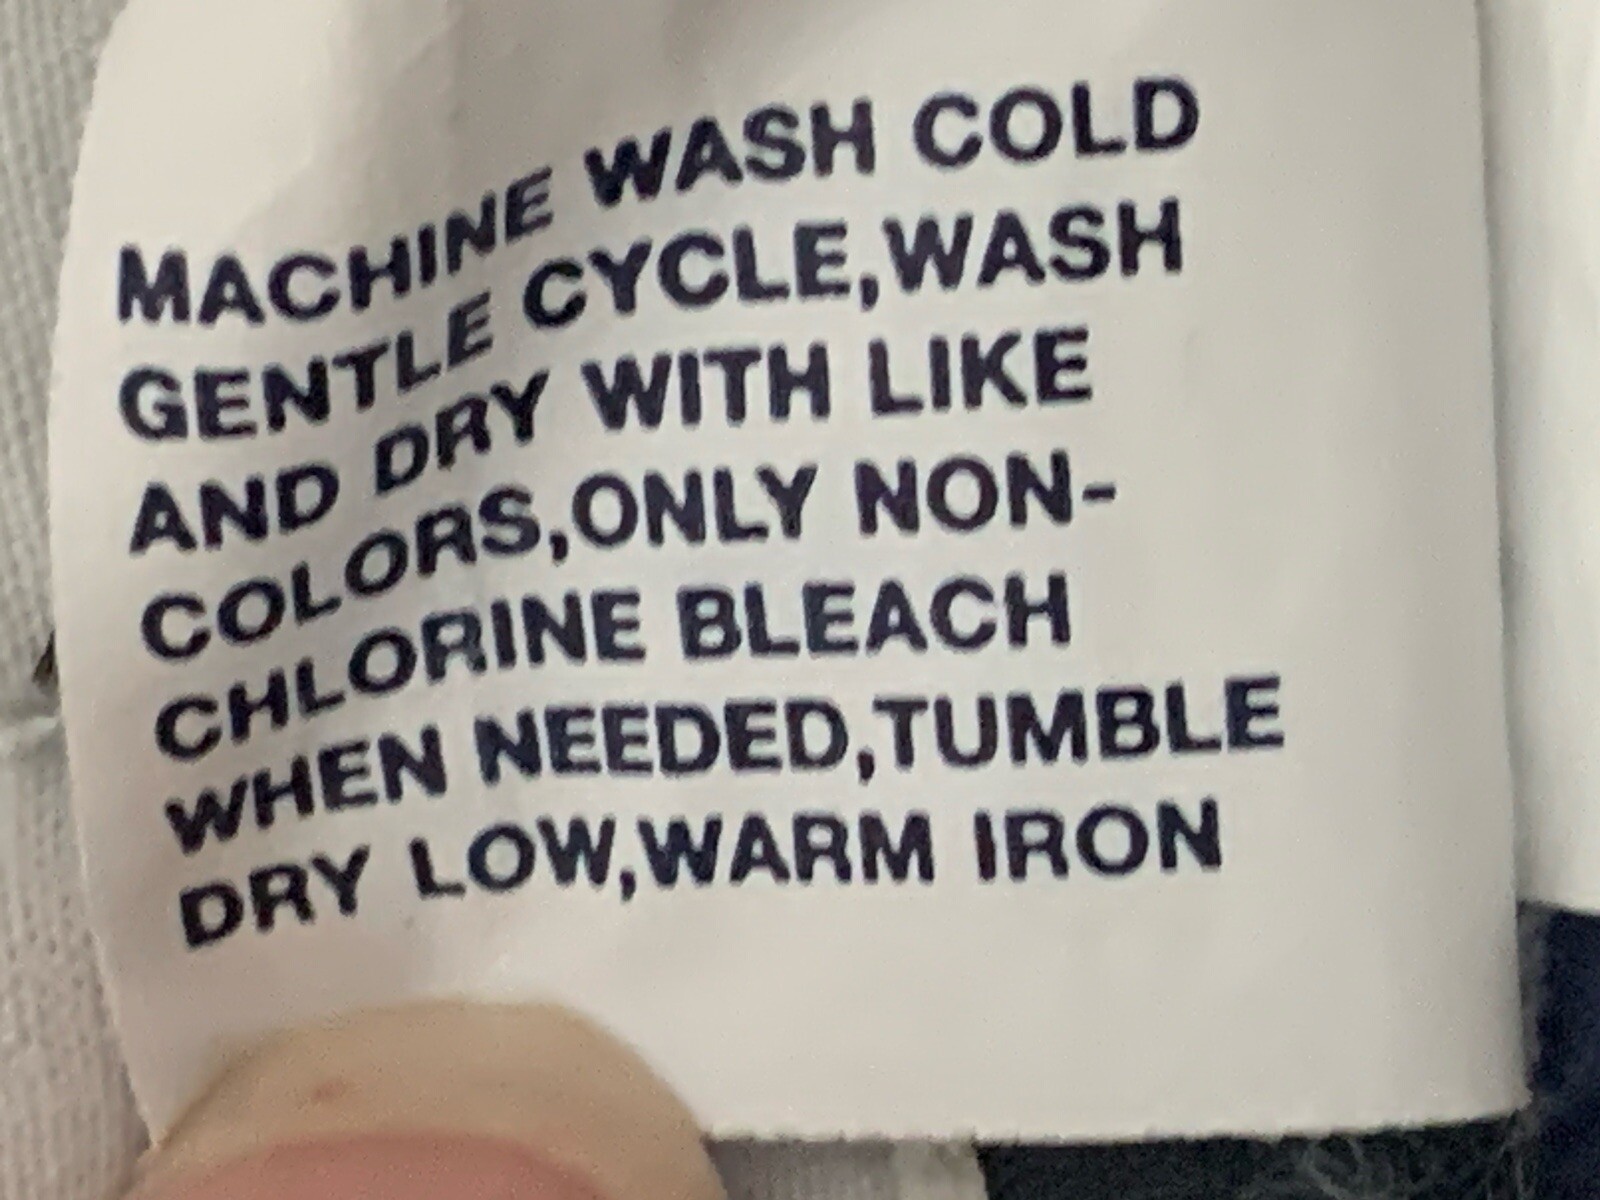 MACHINE WASH COLD
GENTLE CYCLE,WASH
AND DRY WITH LIKE
COLORS,ONLY NON-
CHLORINE BLEACH
WHEN NEEDED,TUMBLE
DRY LOW,WARM IRON